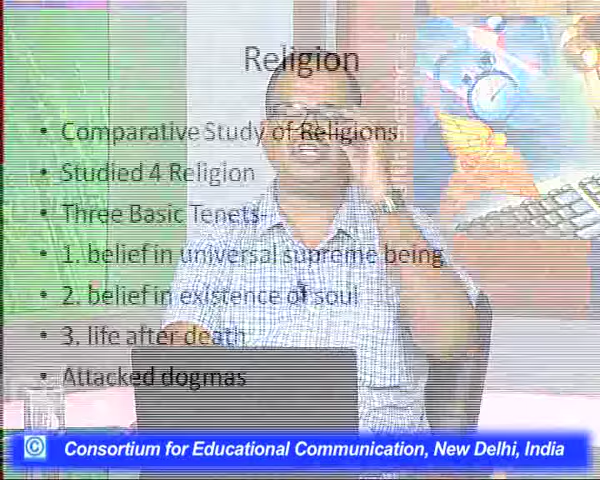 Religion
• Comparative Study of Religions
• Studied 4 Religion
• Three Basic Tenets
• 1. belief in universal supreme being
• 2. belief in existence of soul
• 3. life after death
• Attacked dogmas
© Consortium for Educational Communication, New Delhi, India